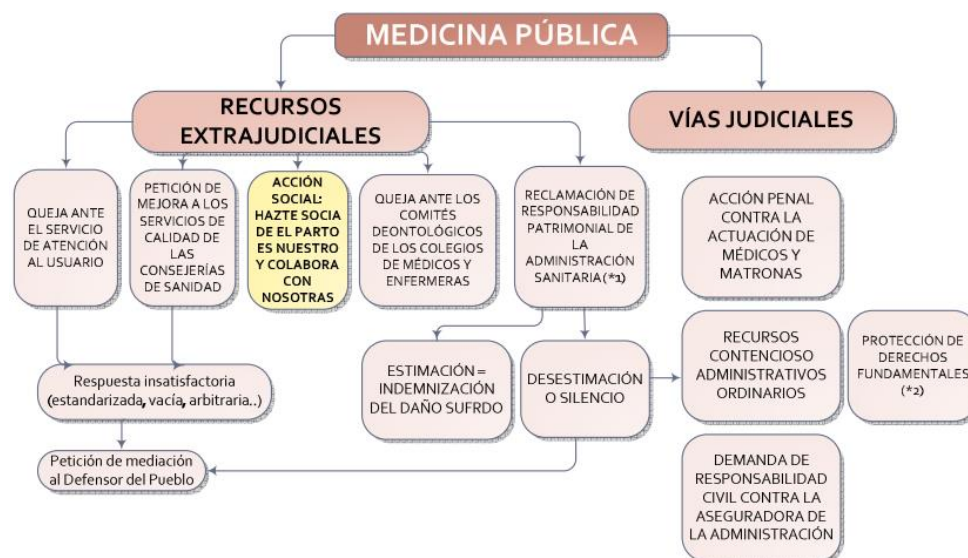 MEDICINA PÚBLICA
RECURSOS
EXTRAJUDICIALES
VÍAS JUDICIALES
QUEJA ANTE
EL SERVICIO
DE ATENCIÓN
AL USUARIO
PETICIÓN DE
MEJORA A LOS
SERVICIOS DE
CALIDAD DE
LAS
CONSEJERÍAS
DE SANIDAD
ACCIÓN
SOCIAL:
HAZTE SOCIA
DE EL PARTO
ES NUESTRO
Y COLABORA
CON
NOSOTRAS
QUEJA ANTE LOS
COMITÉS
DEONTOLÓGICOS
DE LOS COLEGIOS
DE MÉDICOS Y
ENFERMERAS
RECLAMACIÓN DE
RESPONSABILIDAD
PATRIMONIAL DE
LA
ADMINISTRACIÓN
SANITARIA(*1)
ACCIÓN PENAL
CONTRA LA
ACTUACIÓN DE
MÉDICOS Y
MATRONAS
Respuesta insatisfactoria
(estandarizada, vacía, arbitraria..)
ESTIMACIÓN =
INDEMNIZACIÓN
DEL DAÑO SUFRDO
DESESTIMACIÓN
O SILENCIO
RECURSOS
CONTENCIOSO
ADMINISTRATIVOS
ORDINARIOS
PROTECCIÓN DE
DERECHOS
FUNDAMENTALES
(*2)
Petición de mediación
al Defensor del Pueblo
DEMANDA DE
RESPONSABILIDAD
CIVIL CONTRA LA
ASEGURADORA DE
LA ADMINISTRACIÓN